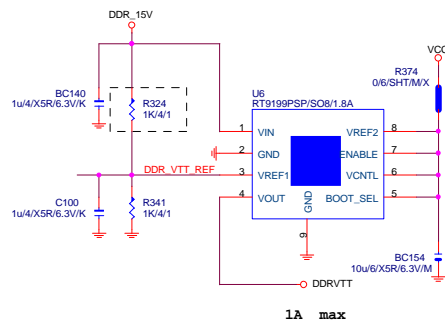 DDR_15V
BC140
1u/4/X5R/6.3V/K
R324
1K/4/1
U6
RT9199PSP/SO8/1.8A
R374
0/6/SHT/M/X
1
VIN
VREF2
8
2
GND
ENABLE
7
DDR_VTT_REF
3
VREF1
VCNTL
6
4
VOUT
BOOT_SEL
5
GND
9
C100
1u/4/X5R/6.3V/K
R341
1K/4/1
BC154
10u/6/X5R/6.3V/M
DDRVTT
1A max